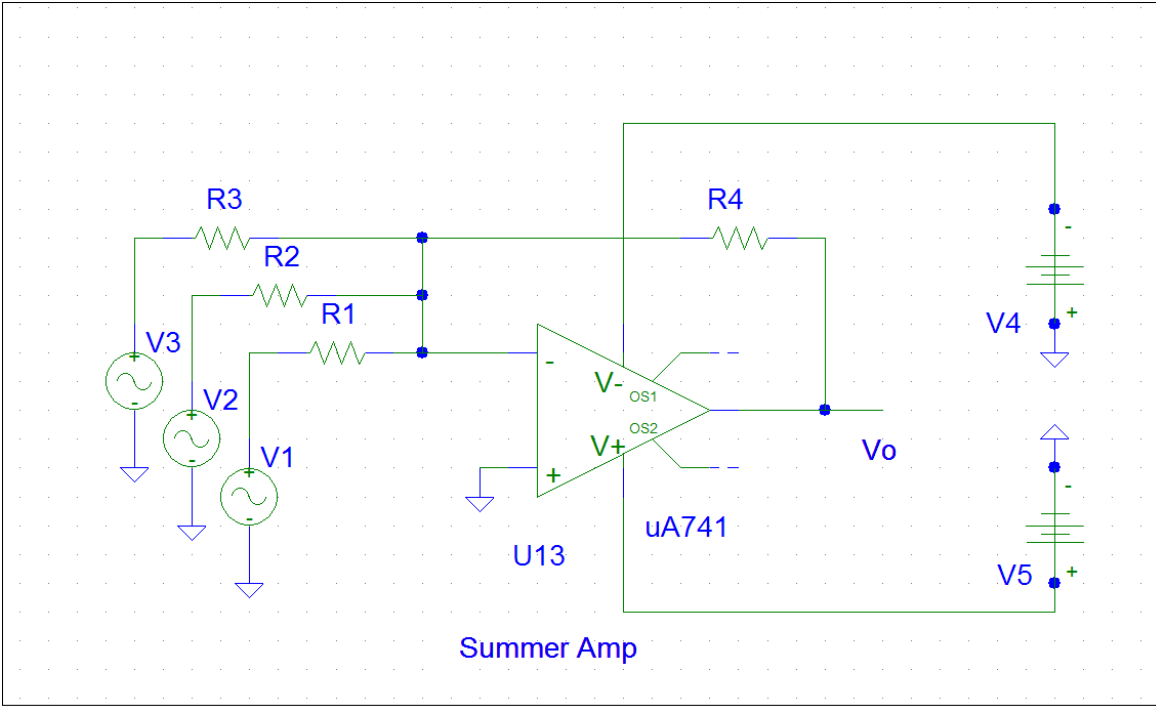 R3
R4
R2
-
R1
V4
+
V3
+
-
V-
OS1
-
V2
+
OS2
V+
Vo
V1
-
+
+
-
-
uA741
U13
V5
+
Summer Amp